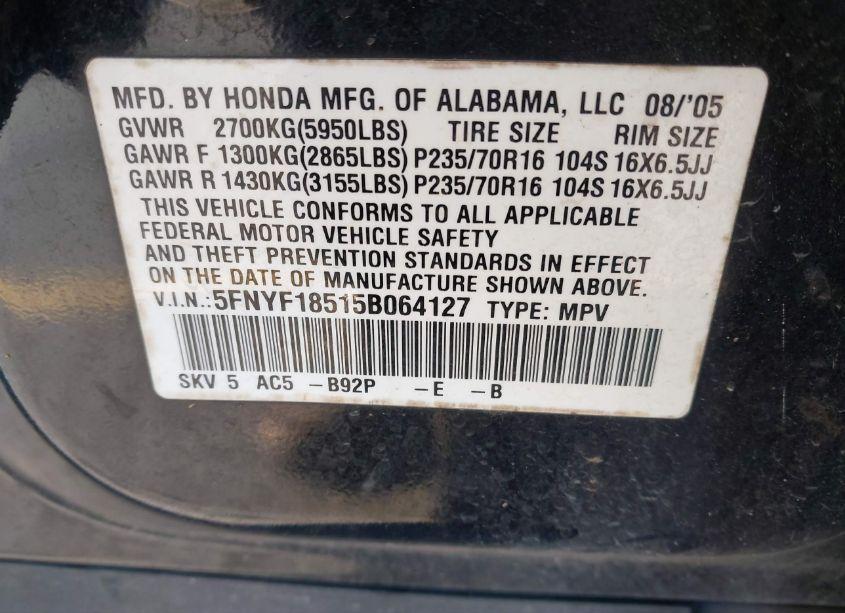 MFD. BY HONDA MFG. OF ALABAMA, LLC 08/'05
GVWR 2700KG(5950LBS) TIRE SIZE RIM SIZE
GAWR F 1300KG(2865LBS) P235/70R16 104S 16X6.5JJ
GAWR R 1430KG(3155LBS) P235/70R16 104S 16X6.5JJ
THIS VEHICLE CONFORMS TO ALL APPLICABLE
FEDERAL MOTOR VEHICLE SAFETY
AND THEFT PREVENTION STANDARDS IN EFFECT
ON THE DATE OF MANUFACTURE SHOWN ABOVE.
V.I.N.:5FNYF18515B064127 TYPE: MPV
SKV 5 AC5 -B92P -E -B